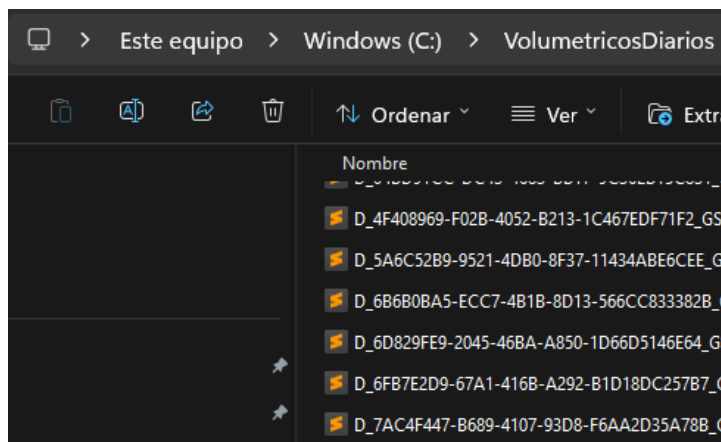 Este equipo > Windows (C:) > VolumetricosDiarios
Ordenar Ver Extra
Nombre
D_4F408969-F02B-4052-B213-1C467EDF71F2_GS
D_5A6C52B9-9521-4DB0-8F37-11434ABE6CEE_G
D_6B6B0BA5-ECC7-4B1B-8D13-566CC833382B_
D_6D829FE9-2045-46BA-A850-1D66D5146E64_G
D_6FB7E2D9-67A1-416B-A292-B1D18DC257B7_
D_7AC4F447-B689-4107-93D8-F6AA2D35A78B_